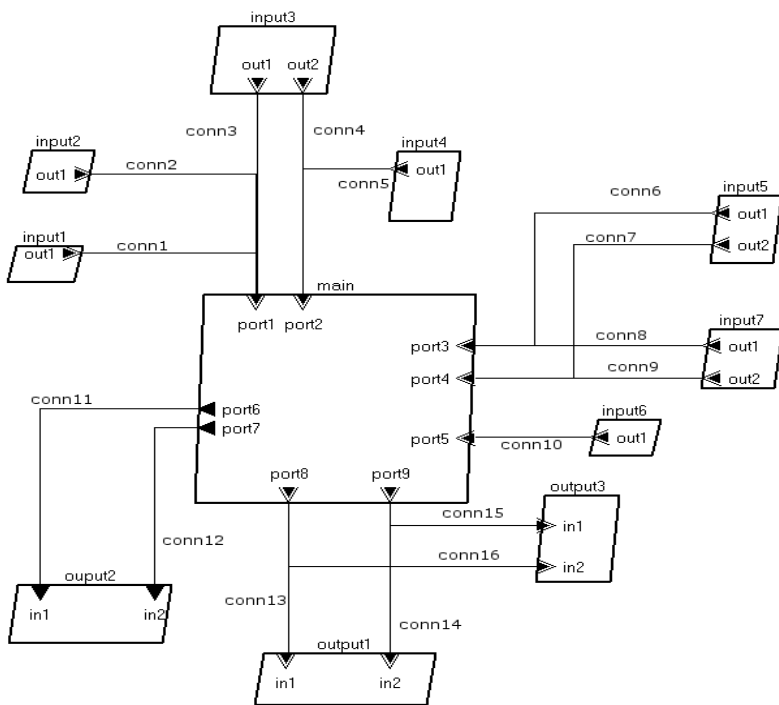 input3
out1 out2
conn3 conn4
input2
input4
conn2
out1
out1
conn5
conn6
input5
out1
input1
conn7
out1
conn1
out2
main
port1 port2
input7
conn8
port3
out1
conn9
port4
out2
conn11
port6
input6
port7
port5
out1
conn10
port8 port9
output3
conn15
in1
conn12
conn16
in2
ouput2
conn13
in1 in2
conn14
output1
in1 in2